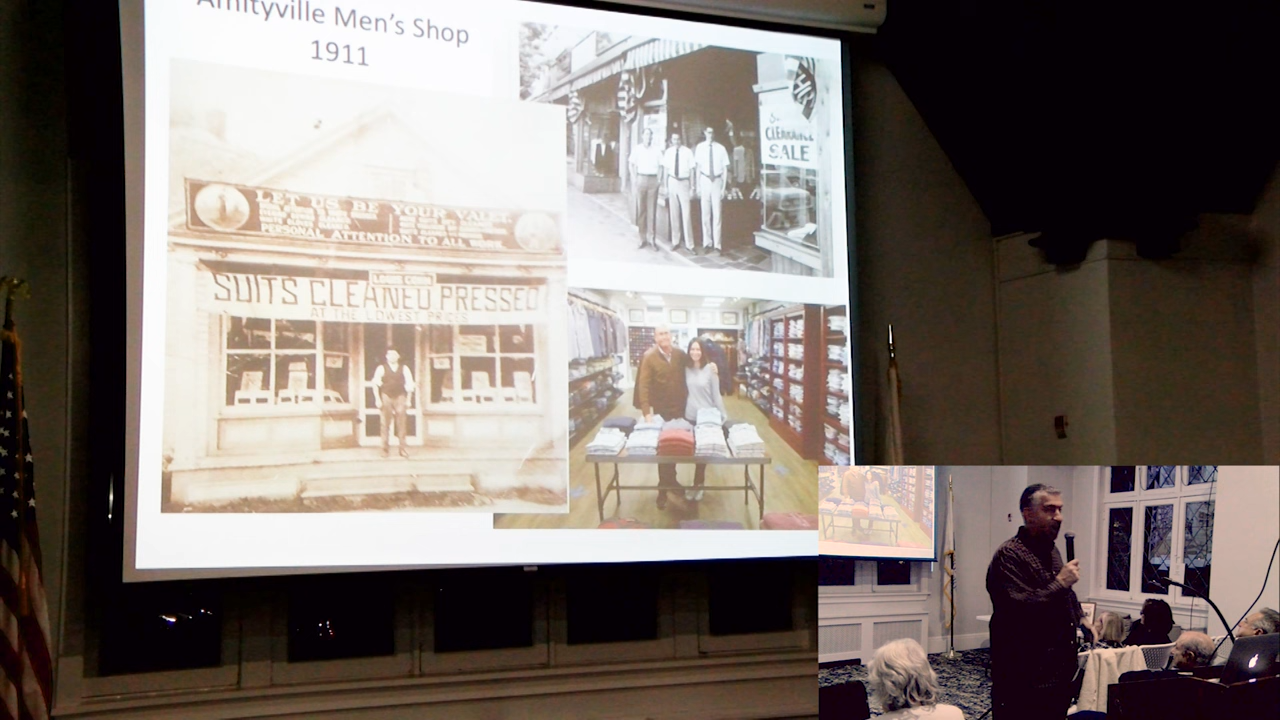 Amityville Men's Shop
1911
LET US BE YOUR VALET
PERSONAL ATTENTION TO ALL WORK
SUITS CLEANED PRESSED
AT THE LOWEST PRICES
CLEARANCE
SALE